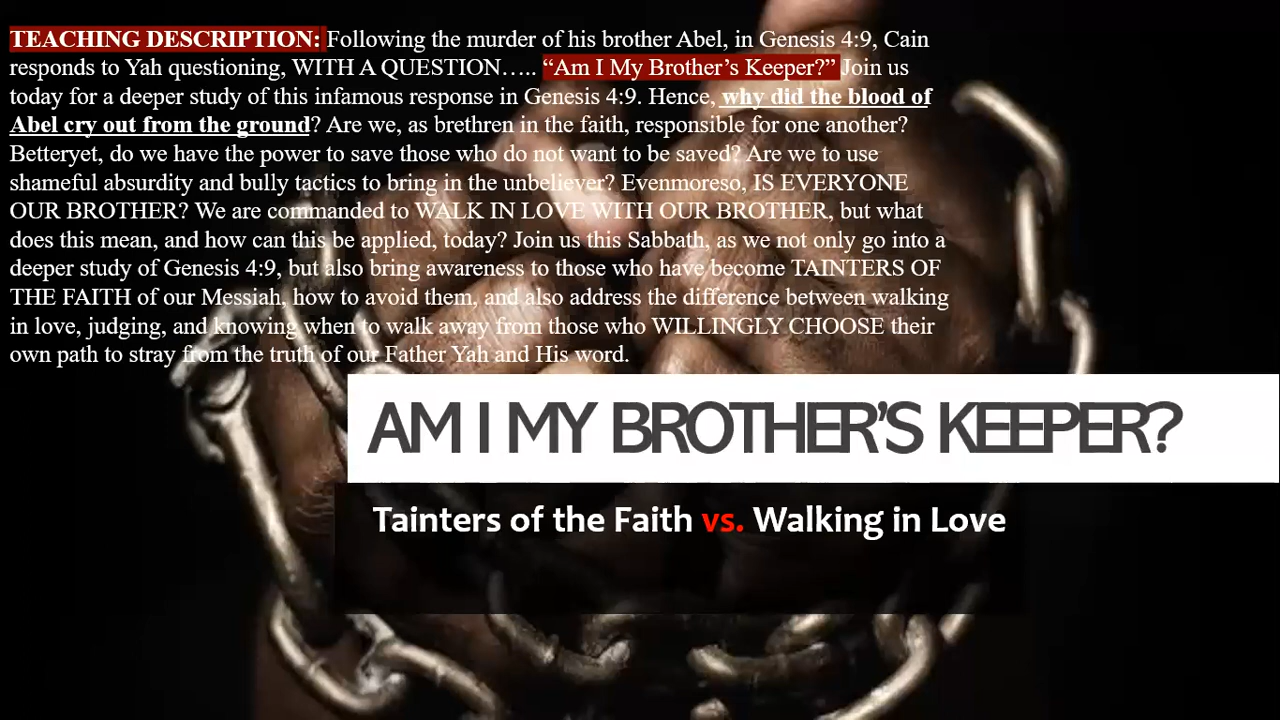 TEACHING DESCRIPTION: Following the murder of his brother Abel, in Genesis 4:9, Cain
responds to Yah questioning, WITH A QUESTION….. “Am I My Brother’s Keeper?” Join us
today for a deeper study of this infamous response in Genesis 4:9. Hence, why did the blood of
Abel cry out from the ground? Are we, as brethren in the faith, responsible for one another?
Betteryet, do we have the power to save those who do not want to be saved? Are we to use
shameful absurdity and bully tactics to bring in the unbeliever? Evenmoreso, IS EVERYONE
OUR BROTHER? We are commanded to WALK IN LOVE WITH OUR BROTHER, but what
does this mean, and how can this be applied, today? Join us this Sabbath, as we not only go into a
deeper study of Genesis 4:9, but also bring awareness to those who have become TAINTERS OF
THE FAITH of our Messiah, how to avoid them, and also address the difference between walking
in love, judging, and knowing when to walk away from those who WILLINGLY CHOOSE their
own path to stray from the truth of our Father Yah and His word.
AM I MY BROTHER’S KEEPER?
Tainters of the Faith vs. Walking in Love